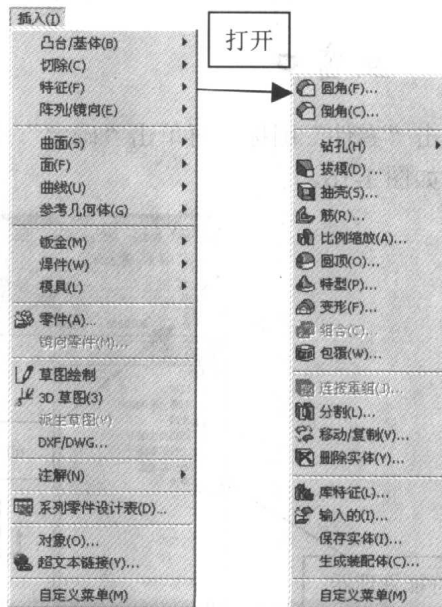 插入(I)
凸台/基体(B)
切除(C)
特征(F)
阵列/镜向(E)
曲面(S)
面(F)
曲线(U)
参考几何体(G)
钣金(M)
焊件(W)
模具(L)
零件(A)...
镜向零件(M)...
草图绘制
3D 草图(3)
派生草图(V)
DXF/DWG...
注解(N)
系列零件设计表(D)...
对象(O)...
超文本链接(Y)...
自定义菜单(M)
打开
圆角(F)...
倒角(C)...
钻孔(H)
拔模(D)...
抽壳(S)...
筋(R)...
比例缩放(A)...
圆顶(O)...
特型(P)...
变形(F)...
组合(C)...
包覆(W)...
连接重组(J)...
分割(L)...
移动/复制(V)...
删除实体(Y)...
库特征(L)...
输入的(I)...
保存实体(I)...
生成装配体(C)...
自定义菜单(M)